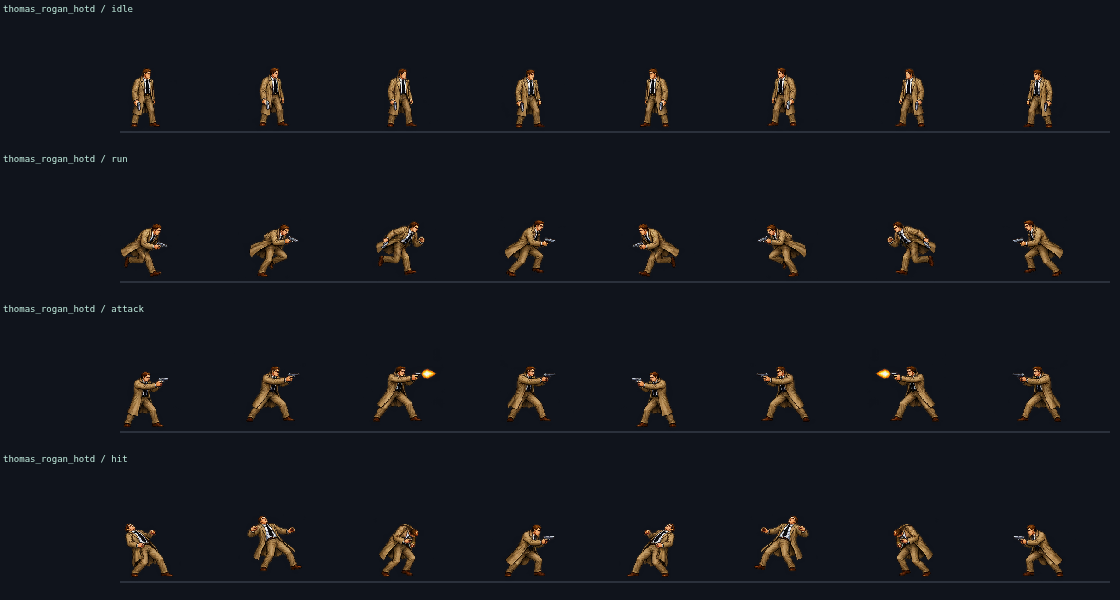 thomas_rogan_hotd / idle
thomas_rogan_hotd / run
thomas_rogan_hotd / attack
thomas_rogan_hotd / hit